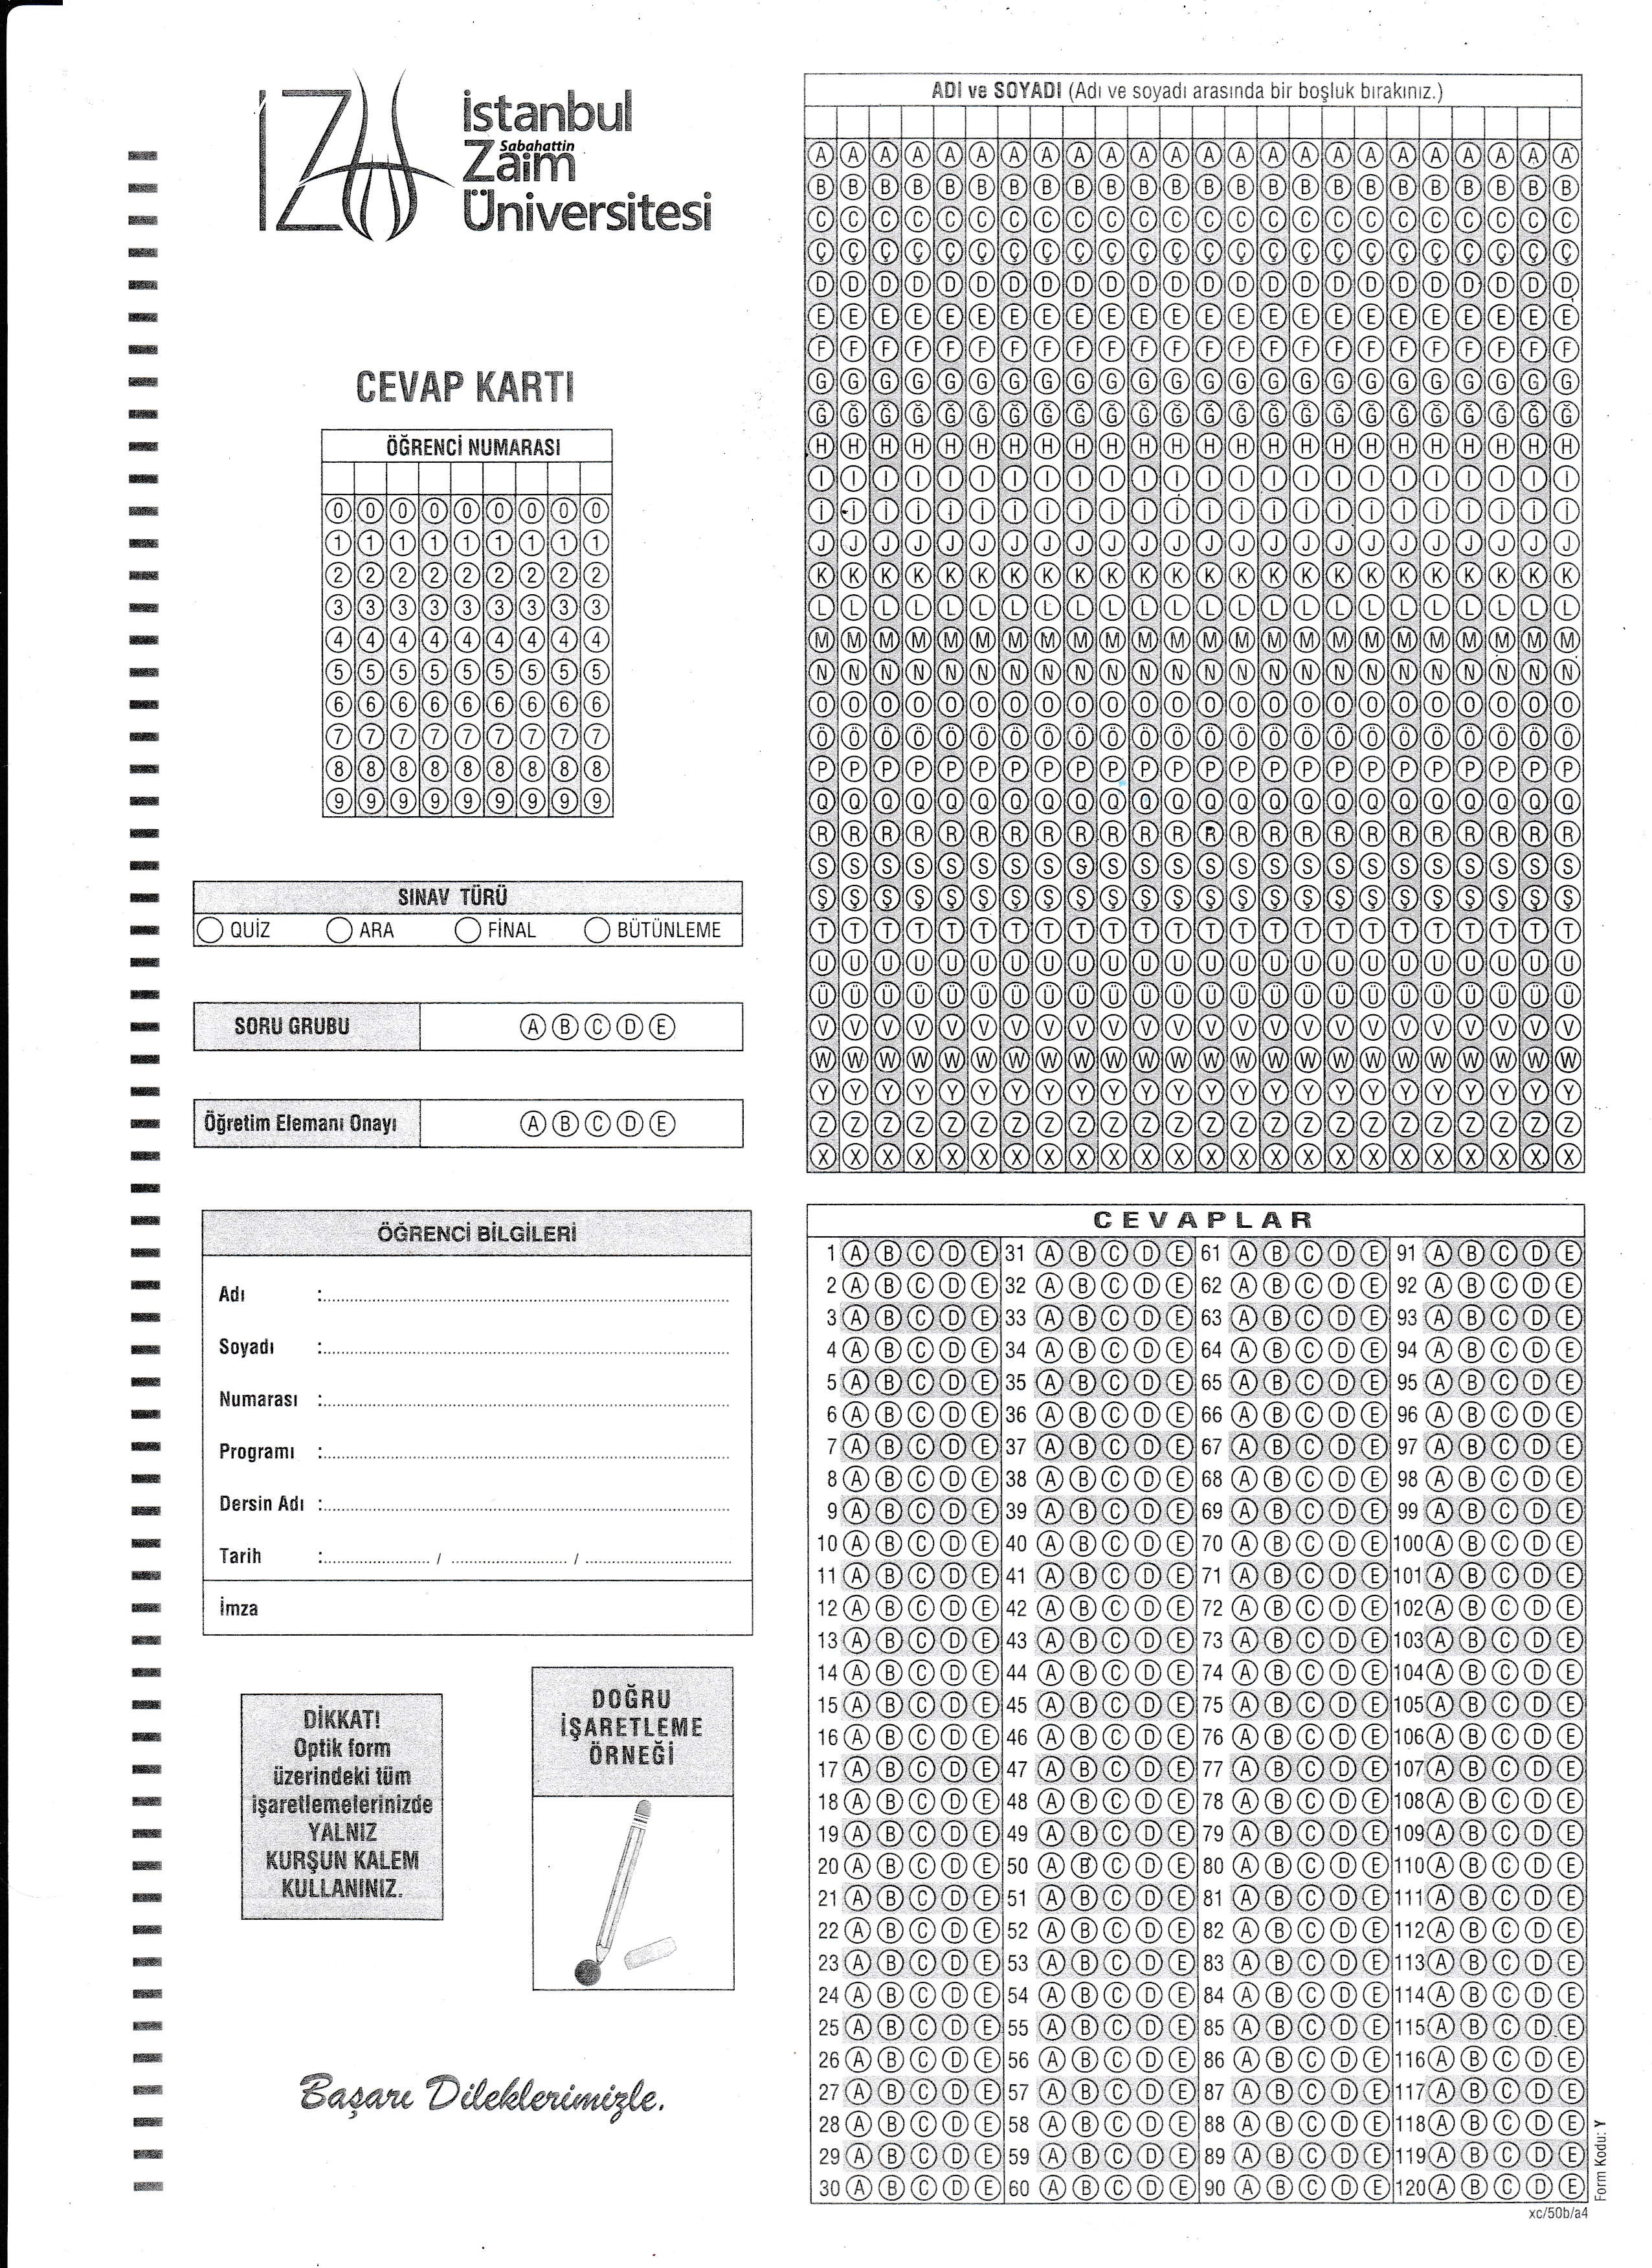 İZÜ
İstanbul
Sabahattin
Zaim
Üniversitesi
CEVAP KARTI
ÖĞRENCİ NUMARASI
0 0 0 0 0 0 0 0 0
1 1 1 1 1 1 1 1 1
2 2 2 2 2 2 2 2 2
3 3 3 3 3 3 3 3 3
4 4 4 4 4 4 4 4 4
5 5 5 5 5 5 5 5 5
6 6 6 6 6 6 6 6 6
7 7 7 7 7 7 7 7 7
8 8 8 8 8 8 8 8 8
9 9 9 9 9 9 9 9 9
SINAV TÜRÜ
QUİZ ARA FİNAL BÜTÜNLEME
SORU GRUBU A B C D E
Öğretim Elemanı Onayı A B C D E
ÖĞRENCİ BİLGİLERİ
Adı :
Soyadı :
Numarası :
Programı :
Dersin Adı :
Tarih : / /
İmza
DİKKAT!
Optik form
üzerindeki tüm
işaretlemelerinizde
YALNIZ
KURŞUN KALEM
KULLANINIZ.
DOĞRU
İŞARETLEME
ÖRNEĞİ
Başarı Dileklerimizle.
ADI ve SOYADI (Adı ve soyadı arasında bir boşluk bırakınız.)
A A A A A A A A A A A A A A A A A A A A A A A A
B B B B B B B B B B B B B B B B B B B B B B B B
C C C C C C C C C C C C C C C C C C C C C C C C
Ç Ç Ç Ç Ç Ç Ç Ç Ç Ç Ç Ç Ç Ç Ç Ç Ç Ç Ç Ç Ç Ç Ç Ç
D D D D D D D D D D D D D D D D D D D D D D D D
E E E E E E E E E E E E E E E E E E E E E E E E
F F F F F F F F F F F F F F F F F F F F F F F F
G G G G G G G G G G G G G G G G G G G G G G G G
Ğ Ğ Ğ Ğ Ğ Ğ Ğ Ğ Ğ Ğ Ğ Ğ Ğ Ğ Ğ Ğ Ğ Ğ Ğ Ğ Ğ Ğ Ğ Ğ
H H H H H H H H H H H H H H H H H H H H H H H H
I I I I I I I I I I I I I I I I I I I I I I I I
İ İ İ İ İ İ İ İ İ İ İ İ İ İ İ İ İ İ İ İ İ İ İ İ
J J J J J J J J J J J J J J J J J J J J J J J J
K K K K K K K K K K K K K K K K K K K K K K K K
L L L L L L L L L L L L L L L L L L L L L L L L
M M M M M M M M M M M M M M M M M M M M M M M M
N N N N N N N N N N N N N N N N N N N N N N N N
O O O O O O O O O O O O O O O O O O O O O O O O
Ö Ö Ö Ö Ö Ö Ö Ö Ö Ö Ö Ö Ö Ö Ö Ö Ö Ö Ö Ö Ö Ö Ö Ö
P P P P P P P P P P P P P P P P P P P P P P P P
Q Q Q Q Q Q Q Q Q Q Q Q Q Q Q Q Q Q Q Q Q Q Q Q
R R R R R R R R R R R R R R R R R R R R R R R R
S S S S S S S S S S S S S S S S S S S S S S S S
Ş Ş Ş Ş Ş Ş Ş Ş Ş Ş Ş Ş Ş Ş Ş Ş Ş Ş Ş Ş Ş Ş Ş Ş
T T T T T T T T T T T T T T T T T T T T T T T T
U U U U U U U U U U U U U U U U U U U U U U U U
Ü Ü Ü Ü Ü Ü Ü Ü Ü Ü Ü Ü Ü Ü Ü Ü Ü Ü Ü Ü Ü Ü Ü Ü
V V V V V V V V V V V V V V V V V V V V V V V V
W W W W W W W W W W W W W W W W W W W W W W W W
Y Y Y Y Y Y Y Y Y Y Y Y Y Y Y Y Y Y Y Y Y Y Y Y
Z Z Z Z Z Z Z Z Z Z Z Z Z Z Z Z Z Z Z Z Z Z Z Z
X X X X X X X X X X X X X X X X X X X X X X X X
CEVAPLAR
1 A B C D E 31 A B C D E 61 A B C D E 91 A B C D E
2 A B C D E 32 A B C D E 62 A B C D E 92 A B C D E
3 A B C D E 33 A B C D E 63 A B C D E 93 A B C D E
4 A B C D E 34 A B C D E 64 A B C D E 94 A B C D E
5 A B C D E 35 A B C D E 65 A B C D E 95 A B C D E
6 A B C D E 36 A B C D E 66 A B C D E 96 A B C D E
7 A B C D E 37 A B C D E 67 A B C D E 97 A B C D E
8 A B C D E 38 A B C D E 68 A B C D E 98 A B C D E
9 A B C D E 39 A B C D E 69 A B C D E 99 A B C D E
10 A B C D E 40 A B C D E 70 A B C D E 100 A B C D E
11 A B C D E 41 A B C D E 71 A B C D E 101 A B C D E
12 A B C D E 42 A B C D E 72 A B C D E 102 A B C D E
13 A B C D E 43 A B C D E 73 A B C D E 103 A B C D E
14 A B C D E 44 A B C D E 74 A B C D E 104 A B C D E
15 A B C D E 45 A B C D E 75 A B C D E 105 A B C D E
16 A B C D E 46 A B C D E 76 A B C D E 106 A B C D E
17 A B C D E 47 A B C D E 77 A B C D E 107 A B C D E
18 A B C D E 48 A B C D E 78 A B C D E 108 A B C D E
19 A B C D E 49 A B C D E 79 A B C D E 109 A B C D E
20 A B C D E 50 A B C D E 80 A B C D E 110 A B C D E
21 A B C D E 51 A B C D E 81 A B C D E 111 A B C D E
22 A B C D E 52 A B C D E 82 A B C D E 112 A B C D E
23 A B C D E 53 A B C D E 83 A B C D E 113 A B C D E
24 A B C D E 54 A B C D E 84 A B C D E 114 A B C D E
25 A B C D E 55 A B C D E 85 A B C D E 115 A B C D E
26 A B C D E 56 A B C D E 86 A B C D E 116 A B C D E
27 A B C D E 57 A B C D E 87 A B C D E 117 A B C D E
28 A B C D E 58 A B C D E 88 A B C D E 118 A B C D E
29 A B C D E 59 A B C D E 89 A B C D E 119 A B C D E
30 A B C D E 60 A B C D E 90 A B C D E 120 A B C D E
Form Kodu: Y
xc/50b/a4